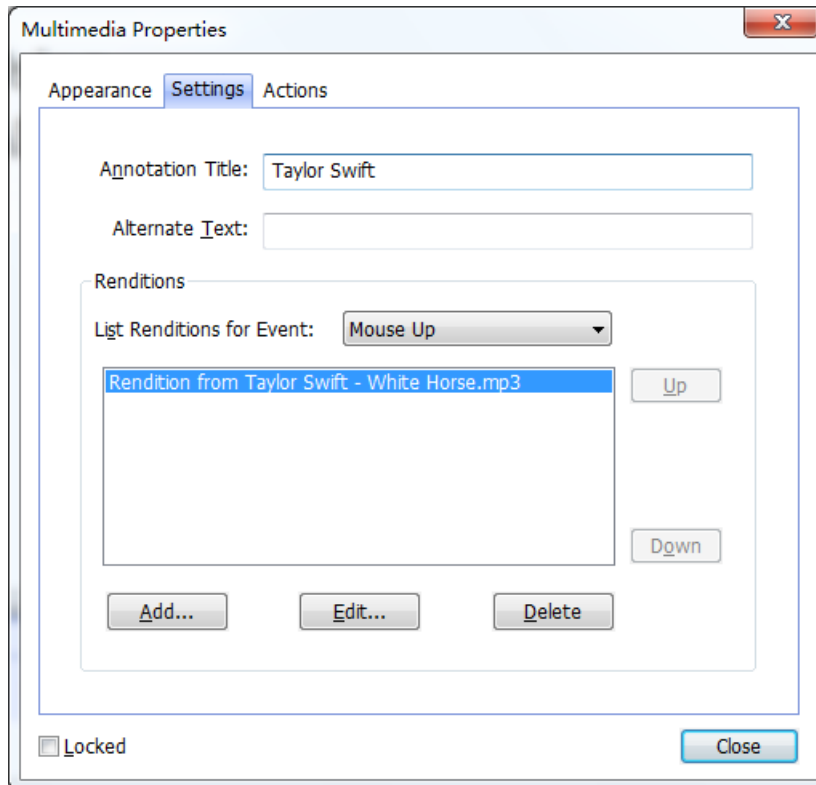 Multimedia Properties
Appearance Settings Actions
Annotation Title: Taylor Swift
Alternate Text:
Renditions
List Renditions for Event: Mouse Up
Rendition from Taylor Swift - White Horse.mp3
Up
Down
Add... Edit... Delete
Locked Close